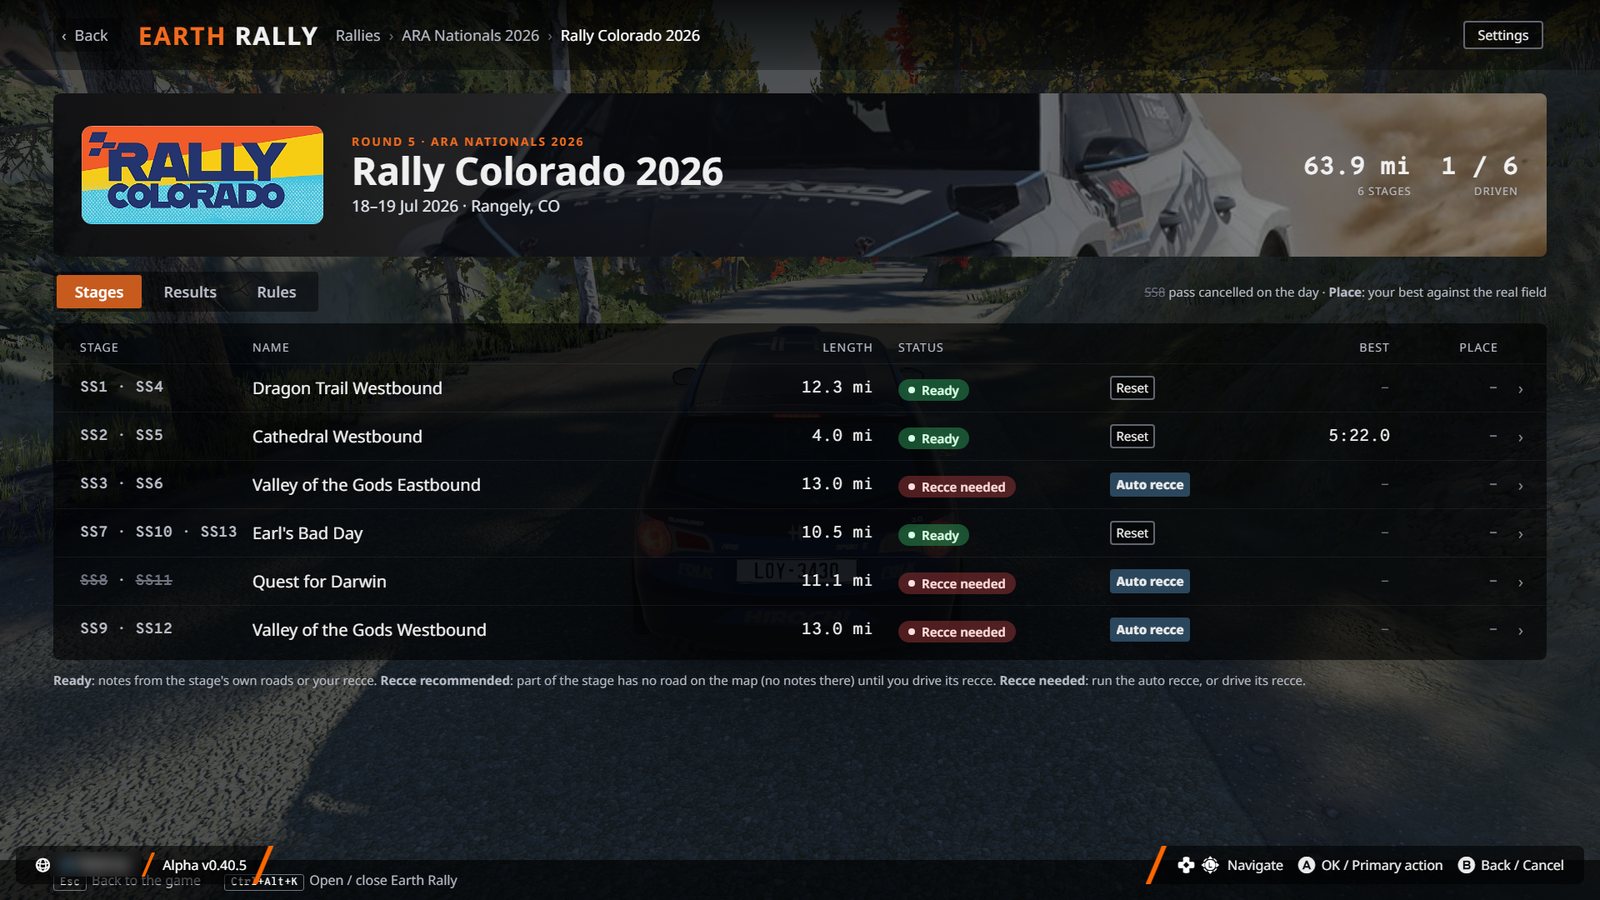 ‹ Back EARTH RALLY Rallies › ARA Nationals 2026 › Rally Colorado 2026 Settings
RALLY
COLORADO
ROUND 5 · ARA NATIONALS 2026
Rally Colorado 2026
18–19 Jul 2026 · Rangely, CO
63.9 mi 1 / 6
6 STAGES DRIVEN
Stages Results Rules
SS8 pass cancelled on the day · Place: your best against the real field
STAGE NAME LENGTH STATUS BEST PLACE
SS1 · SS4 Dragon Trail Westbound 12.3 mi Ready Reset – – ›
SS2 · SS5 Cathedral Westbound 4.0 mi Ready Reset 5:22.0 – ›
SS3 · SS6 Valley of the Gods Eastbound 13.0 mi Recce needed Auto recce – – ›
SS7 · SS10 · SS13 Earl's Bad Day 10.5 mi Ready Reset – – ›
SS8 · SS11 Quest for Darwin 11.1 mi Recce needed Auto recce – – ›
SS9 · SS12 Valley of the Gods Westbound 13.0 mi Recce needed Auto recce – – ›
LOY-3430
Ready: notes from the stage's own roads or your recce. Recce recommended: part of the stage has no road on the map (no notes there) until you drive its recce. Recce needed: run the auto recce, or drive its recce.
Alpha v0.40.5
Navigate A OK / Primary action B Back / Cancel
Esc Back to the game Ctrl+Alt+K Open / close Earth Rally